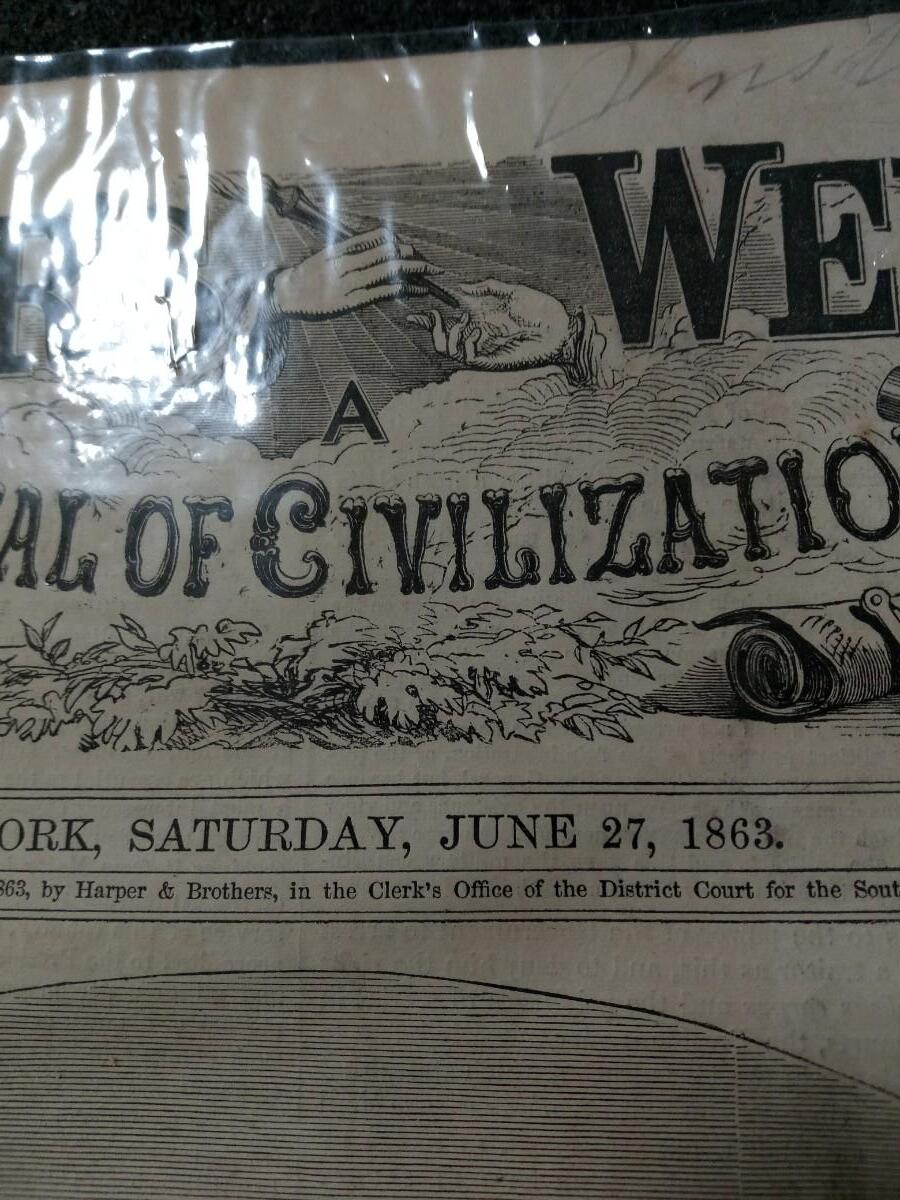 WE
A
AL OF CIVILIZATIO
ORK, SATURDAY, JUNE 27, 1863.
863, by Harper & Brothers, in the Clerk's Office of the District Court for the Sout